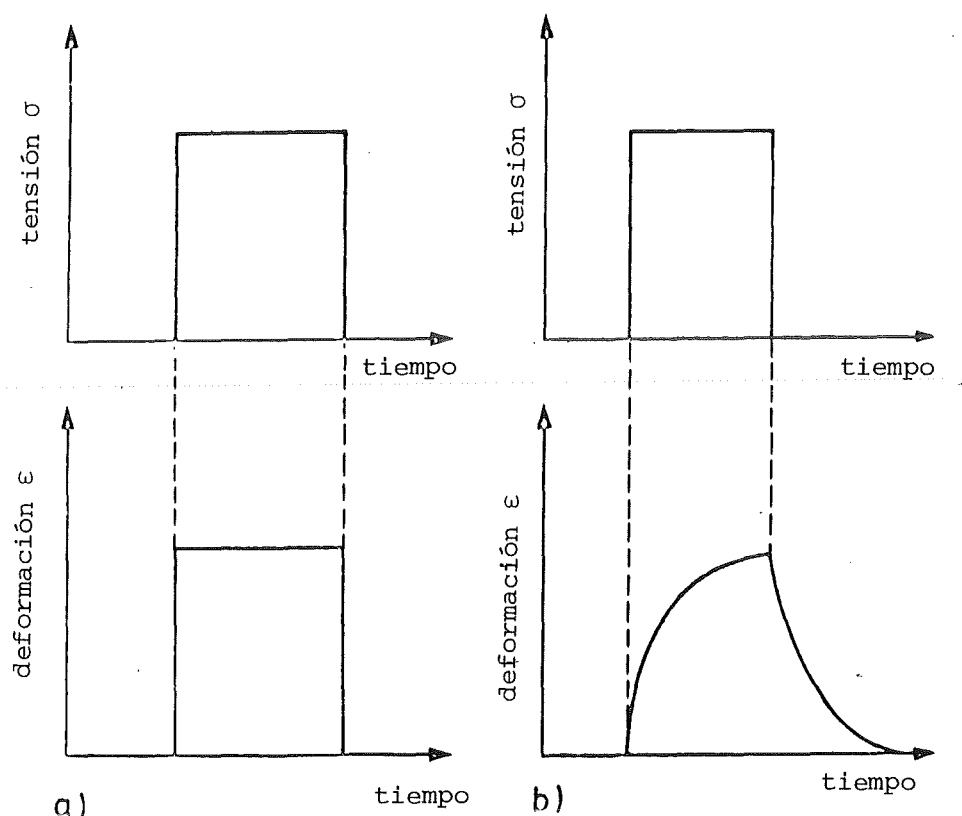 tensión σ
tiempo
tensión σ
tiempo
deformación ε
tiempo
a)
deformación ε
tiempo
b)